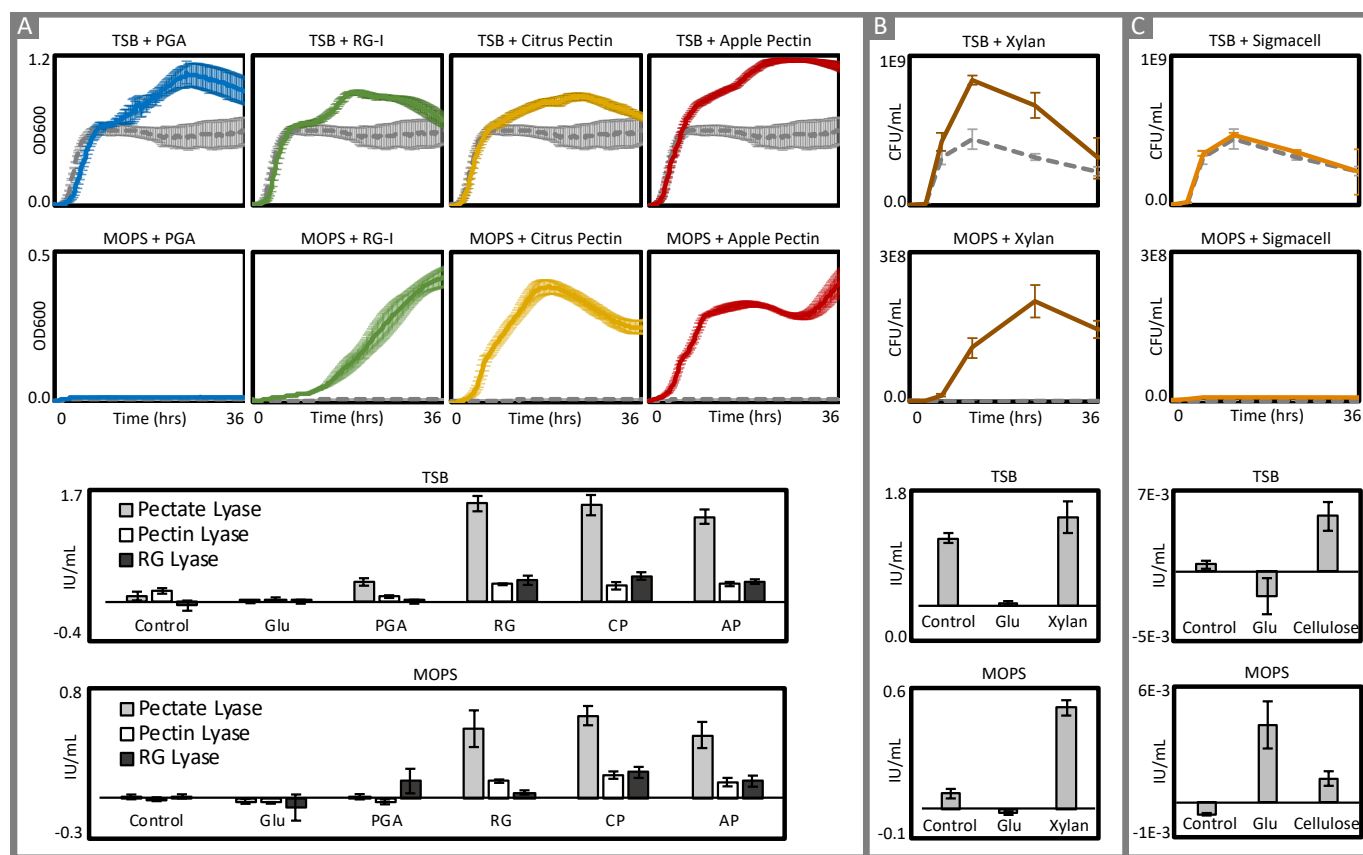 A
B
C
TSB + PGA
TSB + RG-I
TSB + Citrus Pectin
TSB + Apple Pectin
TSB + Xylan
TSB + Sigmacell
1.2
OD600
0.0
1E9
CFU/mL
0.0
1E9
CFU/mL
0.0
MOPS + PGA
MOPS + RG-I
MOPS + Citrus Pectin
MOPS + Apple Pectin
MOPS + Xylan
MOPS + Sigmacell
0.5
OD600
0.0
3E8
CFU/mL
0.0
3E8
CFU/mL
0.0
0 Time (hrs) 36
0 Time (hrs) 36
0 Time (hrs) 36
0 Time (hrs) 36
0 Time (hrs) 36
0 Time (hrs) 36
TSB
1.7
IU/mL
-0.4
Pectate Lyase
Pectin Lyase
RG Lyase
Control Glu PGA RG CP AP
TSB
1.8
IU/mL
0.0
Control Glu Xylan
TSB
7E-3
IU/mL
-5E-3
Control Glu Cellulose
MOPS
0.8
IU/mL
-0.3
Pectate Lyase
Pectin Lyase
RG Lyase
Control Glu PGA RG CP AP
MOPS
0.6
IU/mL
-0.1
Control Glu Xylan
MOPS
6E-3
IU/mL
-1E-3
Control Glu Cellulose